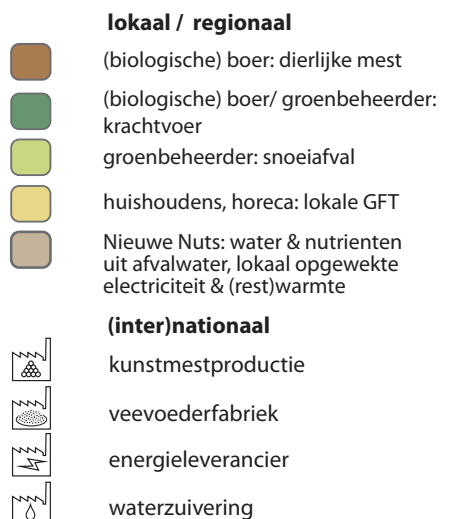 lokaal / regionaal
(biologische) boer: dierlijke mest
(biologische) boer/ groenbeheerder:
krachtvoer
groenbeheerder: snoeiafval
huishoudens, horeca: lokale GFT
Nieuwe Nuts: water & nutrienten
uit afvalwater, lokaal opgewekte
electriciteit & (rest)warmte
(inter)nationaal
kunstmestproductie
veevoederfabriek
energieleverancier
waterzuivering